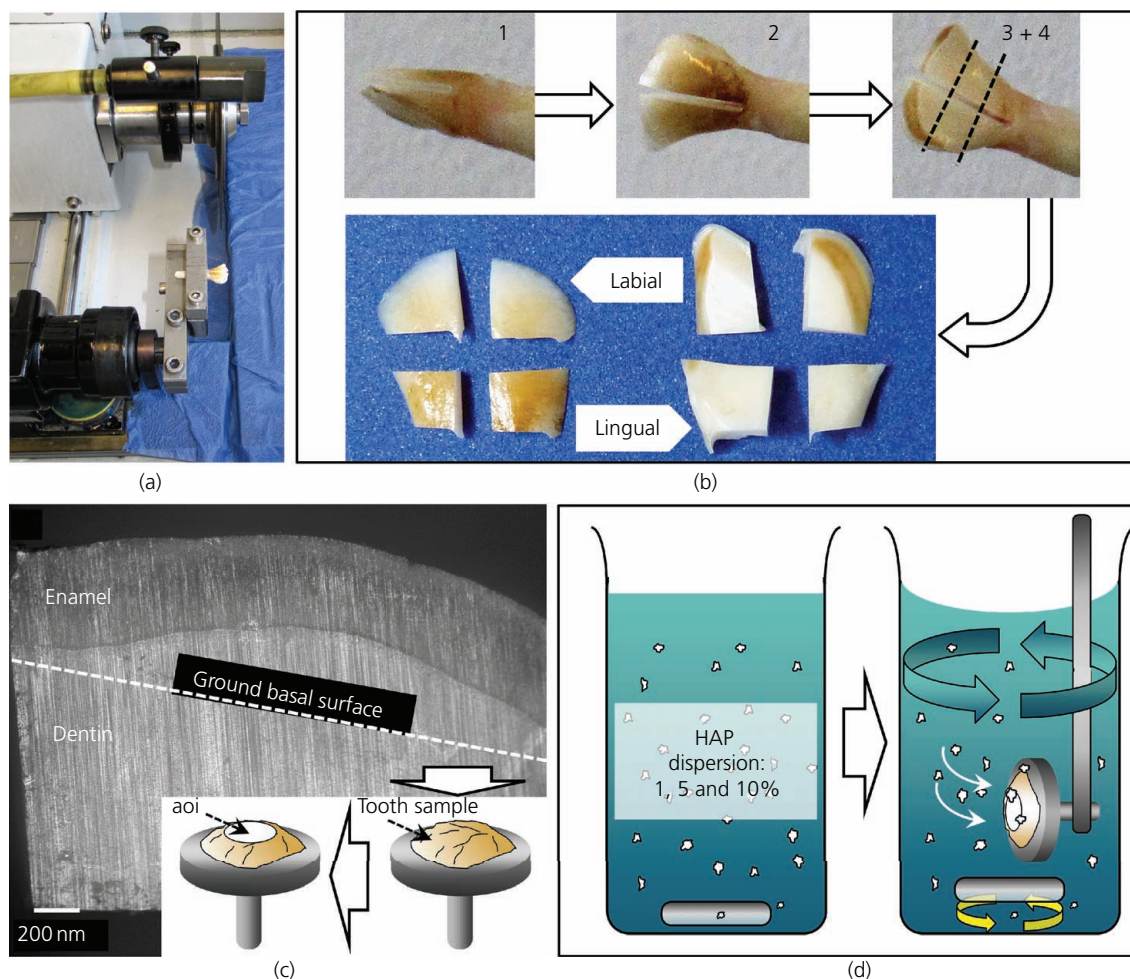 1
2
3 + 4
Labial
Lingual
(a)
(b)
Enamel
Ground basal surface
Dentin
aoi
Tooth sample
200 nm
(c)
HAP
dispersion:
1, 5 and 10%
(d)